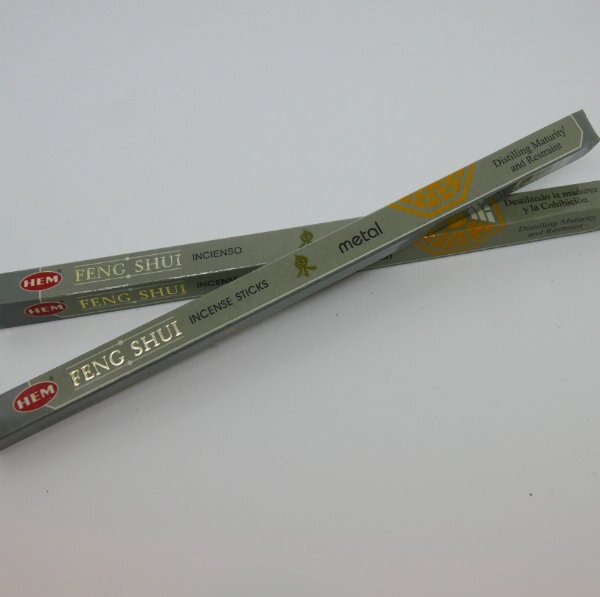 HEM
FENG SHUI
INCIENSO
Destilando la madurez
y la Cohibición
HEM
FENG SHUI
Distilling Maturity
and Restraint
HEM
FENG SHUI
INCENSE STICKS
東
metal
Distilling Maturity
and Restraint